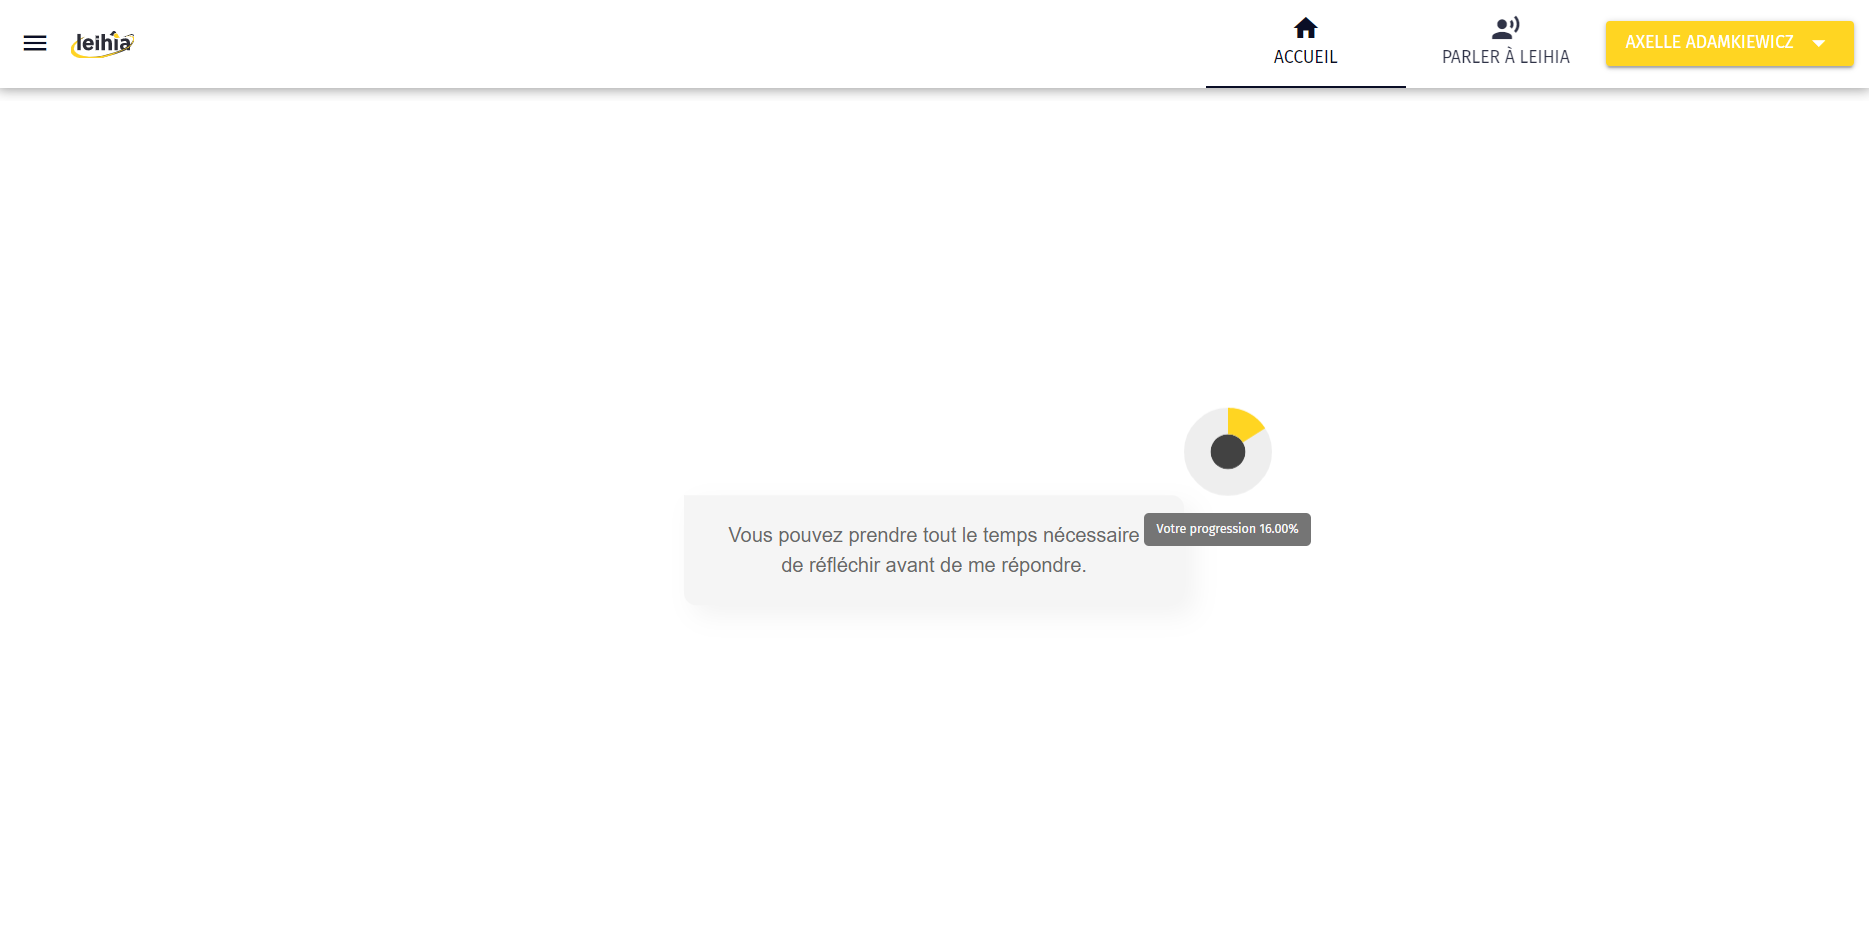 leihia
ACCUEIL
PARLER À LEIHIA
AXELLE ADAMKIEWICZ
Vous pouvez prendre tout le temps nécessaire
de réfléchir avant de me répondre.
Votre progression 16.00%